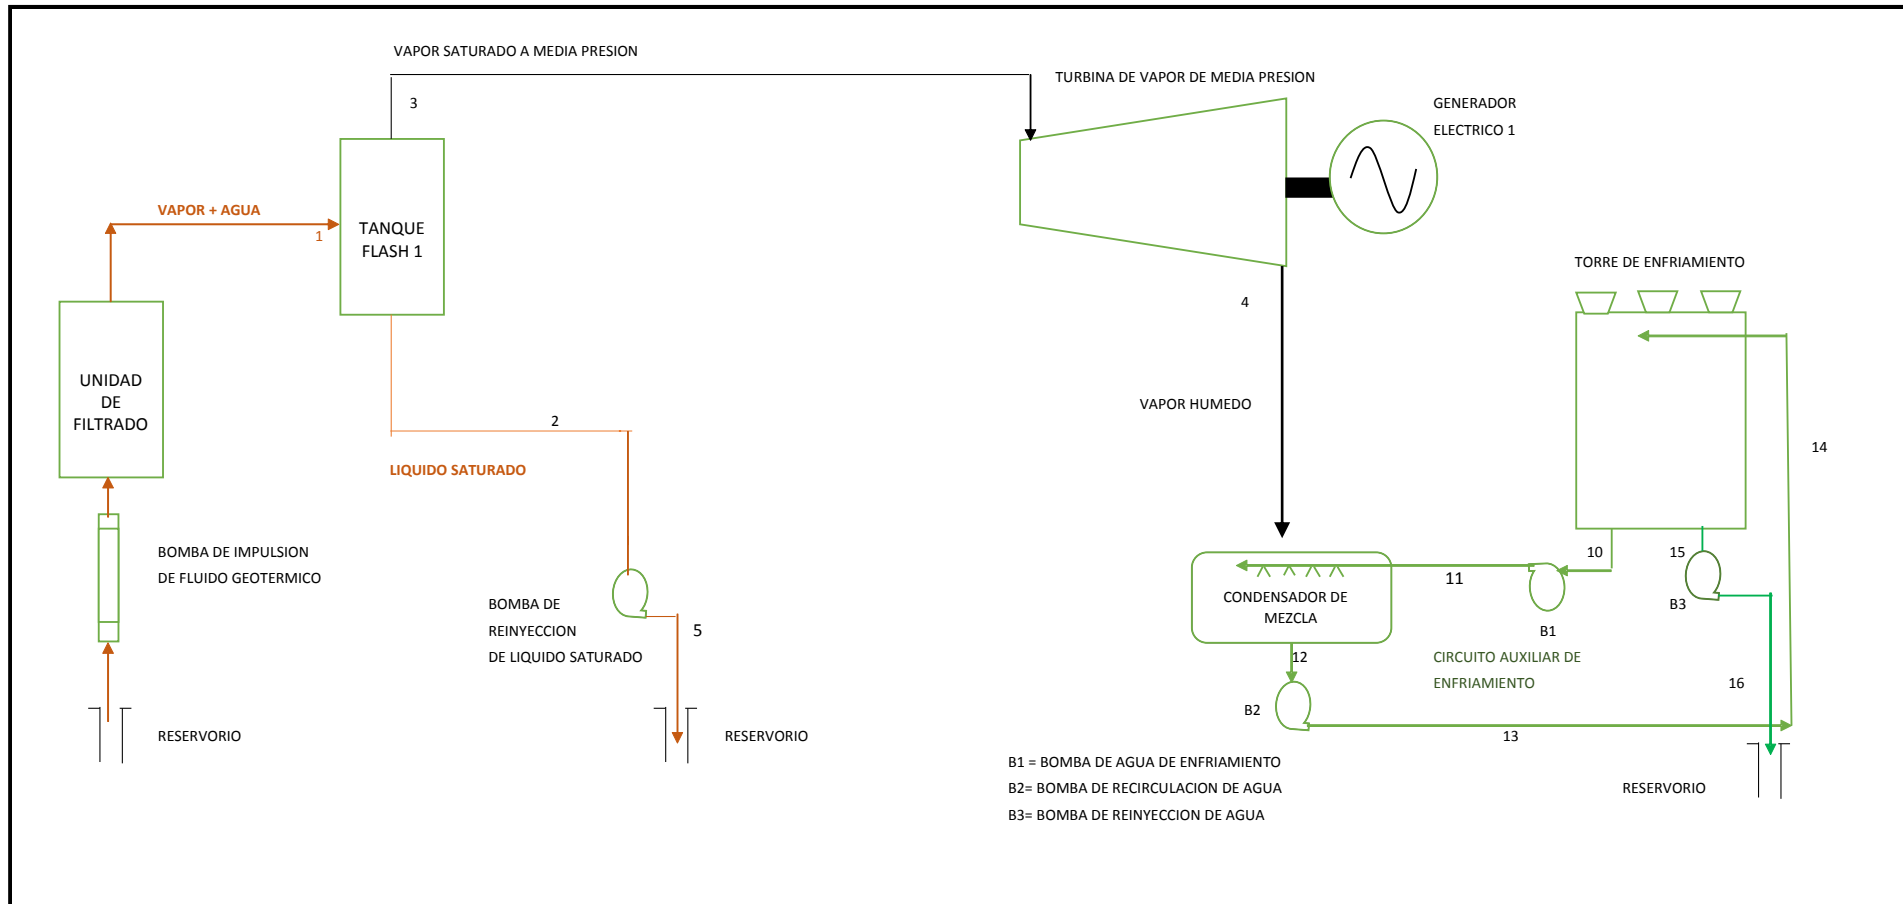 VAPOR SATURADO A MEDIA PRESION
TURBINA DE VAPOR DE MEDIA PRESION
3
GENERADOR
ELECTRICO 1
VAPOR + AGUA
1
TANQUE
FLASH 1
TORRE DE ENFRIAMIENTO
4
UNIDAD
DE
FILTRADO
2
VAPOR HUMEDO
14
LIQUIDO SATURADO
BOMBA DE IMPULSION
DE FLUIDO GEOTERMICO
10
15
11
BOMBA DE
REINYECCION
DE LIQUIDO SATURADO
5
CONDENSADOR DE
MEZCLA
B1
B3
12
CIRCUITO AUXILIAR DE
ENFRIAMIENTO
16
B2
13
RESERVORIO
RESERVORIO
B1 = BOMBA DE AGUA DE ENFRIAMIENTO
B2= BOMBA DE RECIRCULACION DE AGUA
B3= BOMBA DE REINYECCION DE AGUA
RESERVORIO